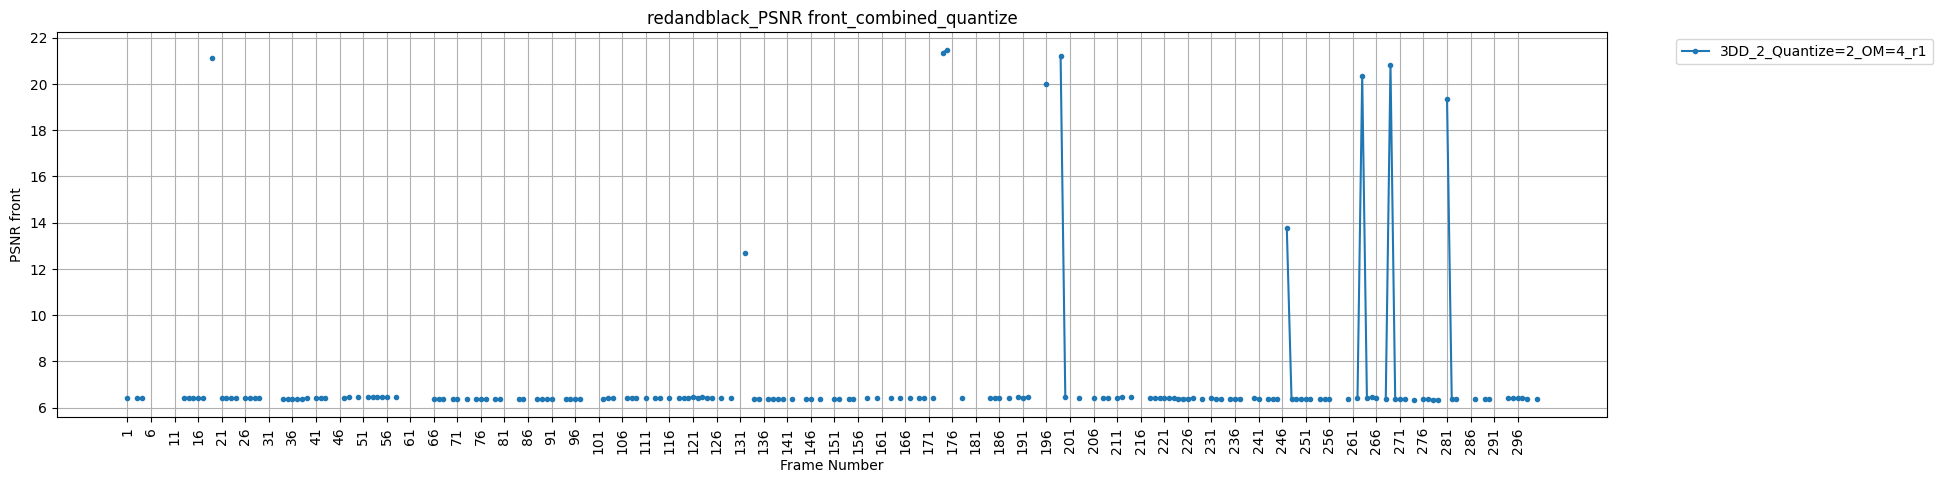 redandblack_PSNR front_combined_quantize
3DD_2_Quantize=2_OM=4_r1
PSNR front
22
20
18
16
14
12
10
8
6
1 6 11 16 21 26 31 36 41 46 51 56 61 66 71 76 81 86 91 96 101 106 111 116 121 126 131 136 141 146 151 156 161 166 171 176 181 186 191 196 201 206 211 216 221 226 231 236 241 246 251 256 261 266 271 276 281 286 291 296
Frame Number